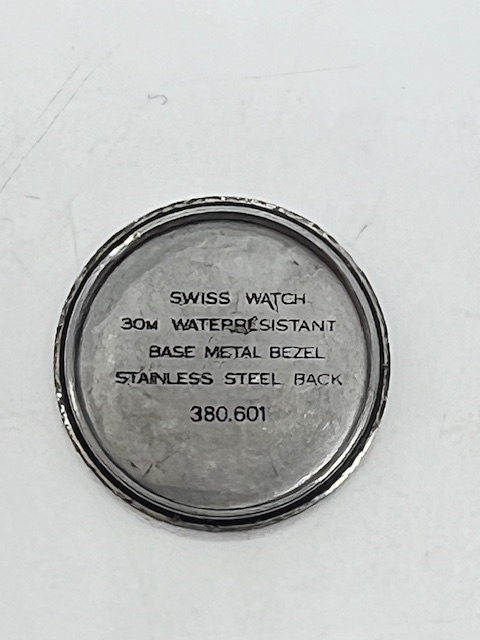 SWISS WATCH
30M WATERRESISTANT
BASE METAL BEZEL
STAINLESS STEEL BACK
380.601